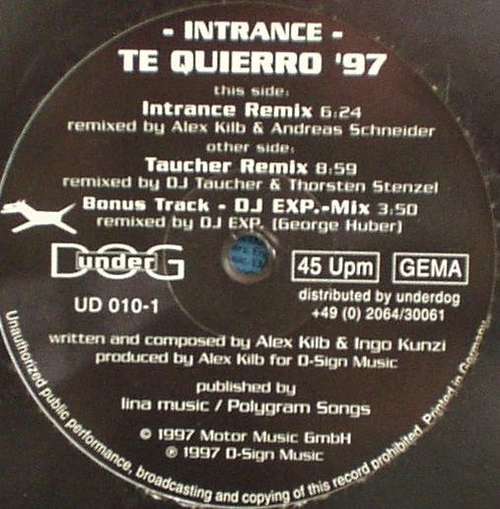 - INTRANCE -
TE QUIERRO '97
this side:
Intrance Remix 6:24
remixed by Alex Kilb & Andreas Schneider
other side:
Taucher Remix 8:59
remixed by DJ Taucher & Thorsten Stenzel
Bonus Track - DJ EXP.-Mix 3:50
remixed by DJ EXP. (George Huber)
underDOG
45 Upm GEMA
UD 010-1
distributed by underdog
+49 (0) 2064/30061
written and composed by Alex Kilb & Ingo Kunzi
produced by Alex Kilb for D-Sign Music
published by
lina music / Polygram Songs
© 1997 Motor Music GmbH
℗ 1997 D-Sign Music
Unauthorized public performance, broadcasting and copying of this record prohibited. Printed in Germany